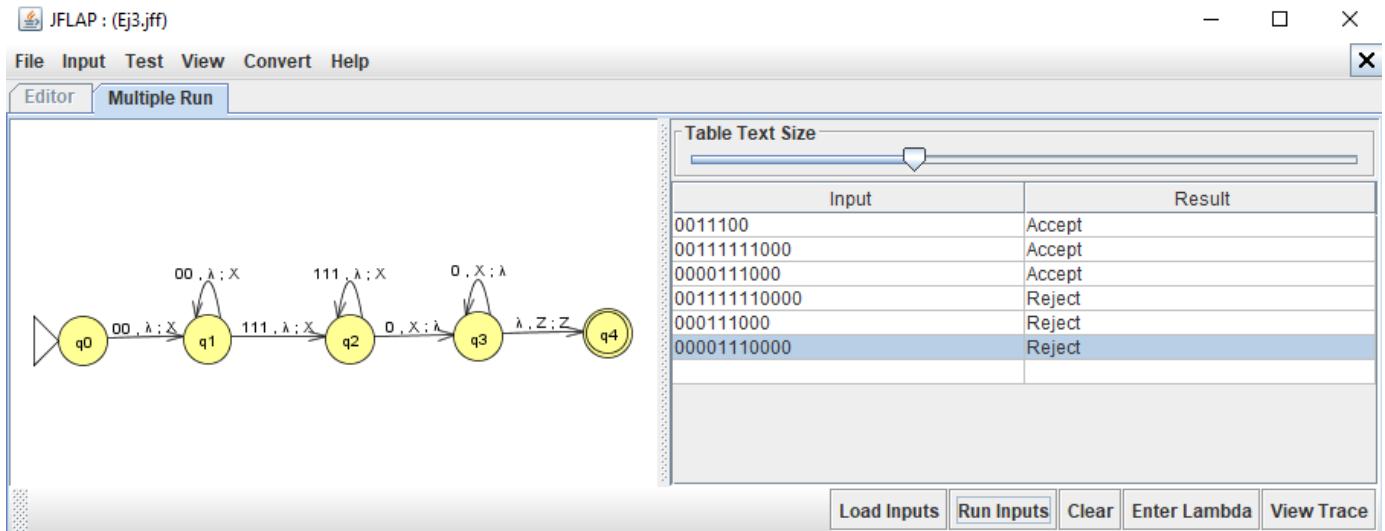 JFLAP : (Ej3.jff)
File Input Test View Convert Help
Editor Multiple Run
Table Text Size
Input Result
0011100 Accept
00111111000 Accept
0000111000 Accept
001111110000 Reject
000111000 Reject
00001110000 Reject
00 , λ ; X 111 , λ ; X 0 , X ; λ
00 , λ ; X 111 , λ ; X 0 , X ; λ λ , Z ; Z
q0 q1 q2 q3 q4
Load Inputs Run Inputs Clear Enter Lambda View Trace